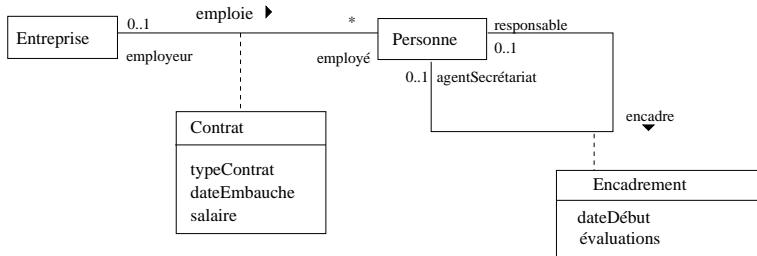 emploie
Entreprise
0..1
*
employeur
employé
Personne
responsable
0..1
0..1
agentSecrétariat
encadre
Contrat
typeContrat
dateEmbauche
salaire
Encadrement
dateDébut
évaluations